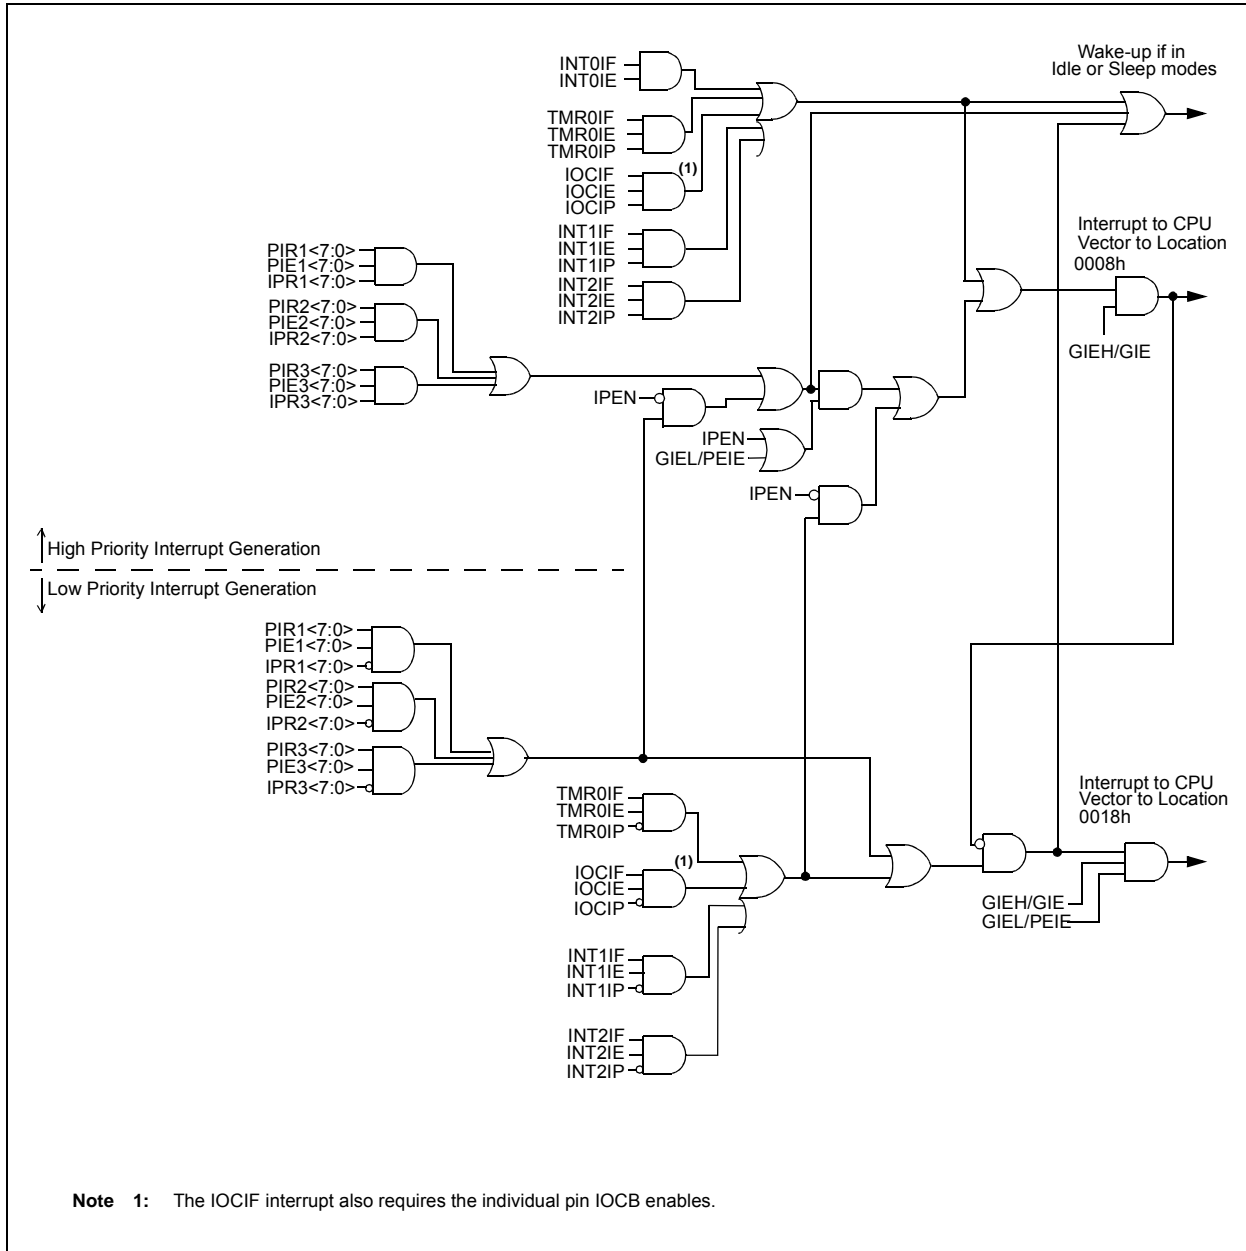 Wake-up if in
Idle or Sleep modes
INT0IF
INT0IE
TMR0IF
TMR0IE
TMR0IP
(1)
IOCIF
IOCIE
IOCIP
INT1IF
INT1IE
INT1IP
INT2IF
INT2IE
INT2IP
Interrupt to CPU
Vector to Location
0008h
GIEH/GIE
PIR1<7:0>
PIE1<7:0>
IPR1<7:0>
PIR2<7:0>
PIE2<7:0>
IPR2<7:0>
PIR3<7:0>
PIE3<7:0>
IPR3<7:0>
IPEN
IPEN
GIEL/PEIE
IPEN
High Priority Interrupt Generation
Low Priority Interrupt Generation
PIR1<7:0>
PIE1<7:0>
IPR1<7:0>
PIR2<7:0>
PIE2<7:0>
IPR2<7:0>
PIR3<7:0>
PIE3<7:0>
IPR3<7:0>
TMR0IF
TMR0IE
TMR0IP
(1)
IOCIF
IOCIE
IOCIP
INT1IF
INT1IE
INT1IP
INT2IF
INT2IE
INT2IP
Interrupt to CPU
Vector to Location
0018h
GIEH/GIE
GIEL/PEIE
Note 1: The IOCIF interrupt also requires the individual pin IOCB enables.